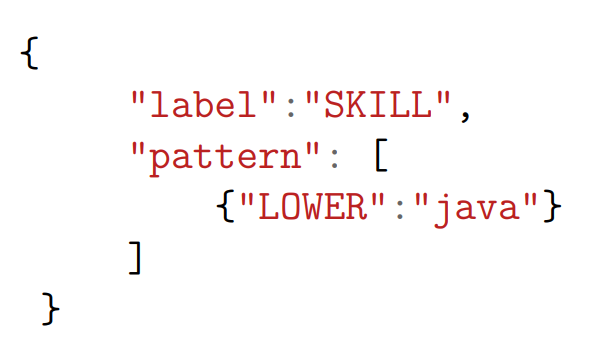 {
"label":"SKILL",
"pattern": [
{"LOWER":"java"}
]
}